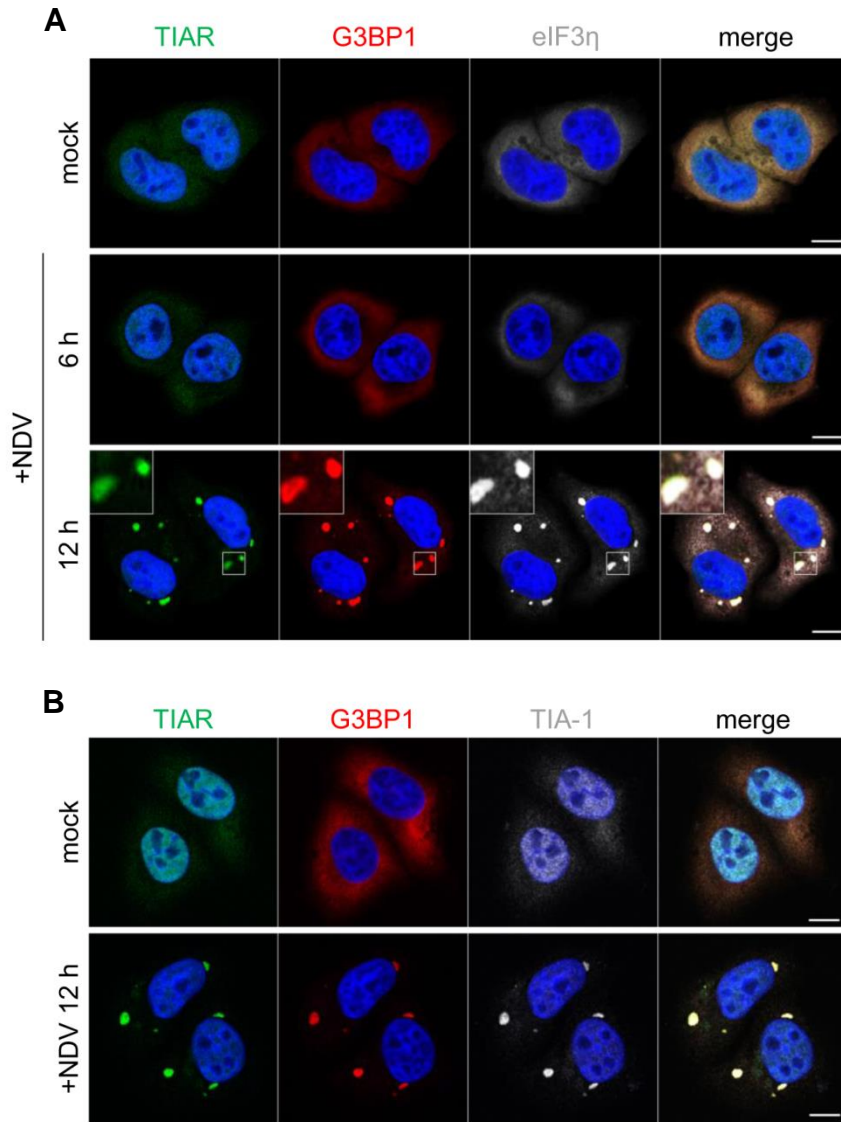 A
TIAR G3BP1 eIF3η merge
mock
+NDV
6 h
12 h
B
TIAR G3BP1 TIA-1 merge
mock
+NDV 12 h